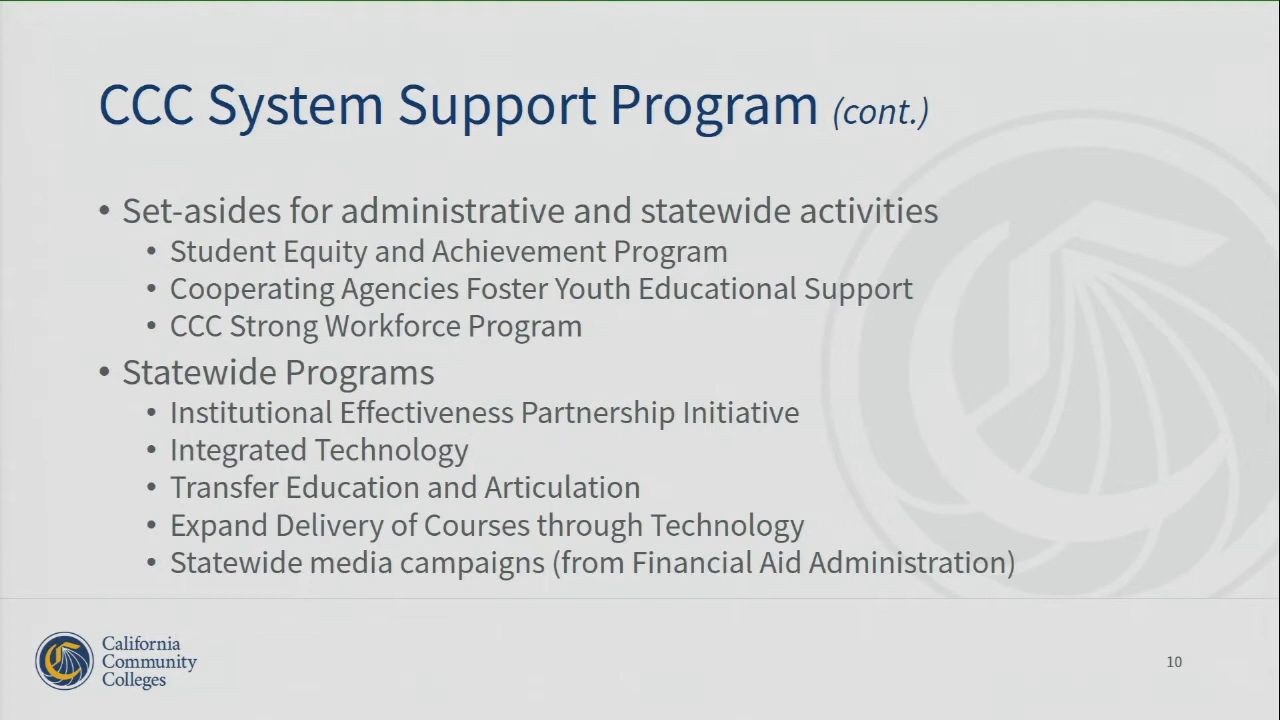 CCC System Support Program (cont.)
• Set-asides for administrative and statewide activities
• Student Equity and Achievement Program
• Cooperating Agencies Foster Youth Educational Support
• CCC Strong Workforce Program
• Statewide Programs
• Institutional Effectiveness Partnership Initiative
• Integrated Technology
• Transfer Education and Articulation
• Expand Delivery of Courses through Technology
• Statewide media campaigns (from Financial Aid Administration)
California
Community
Colleges
10